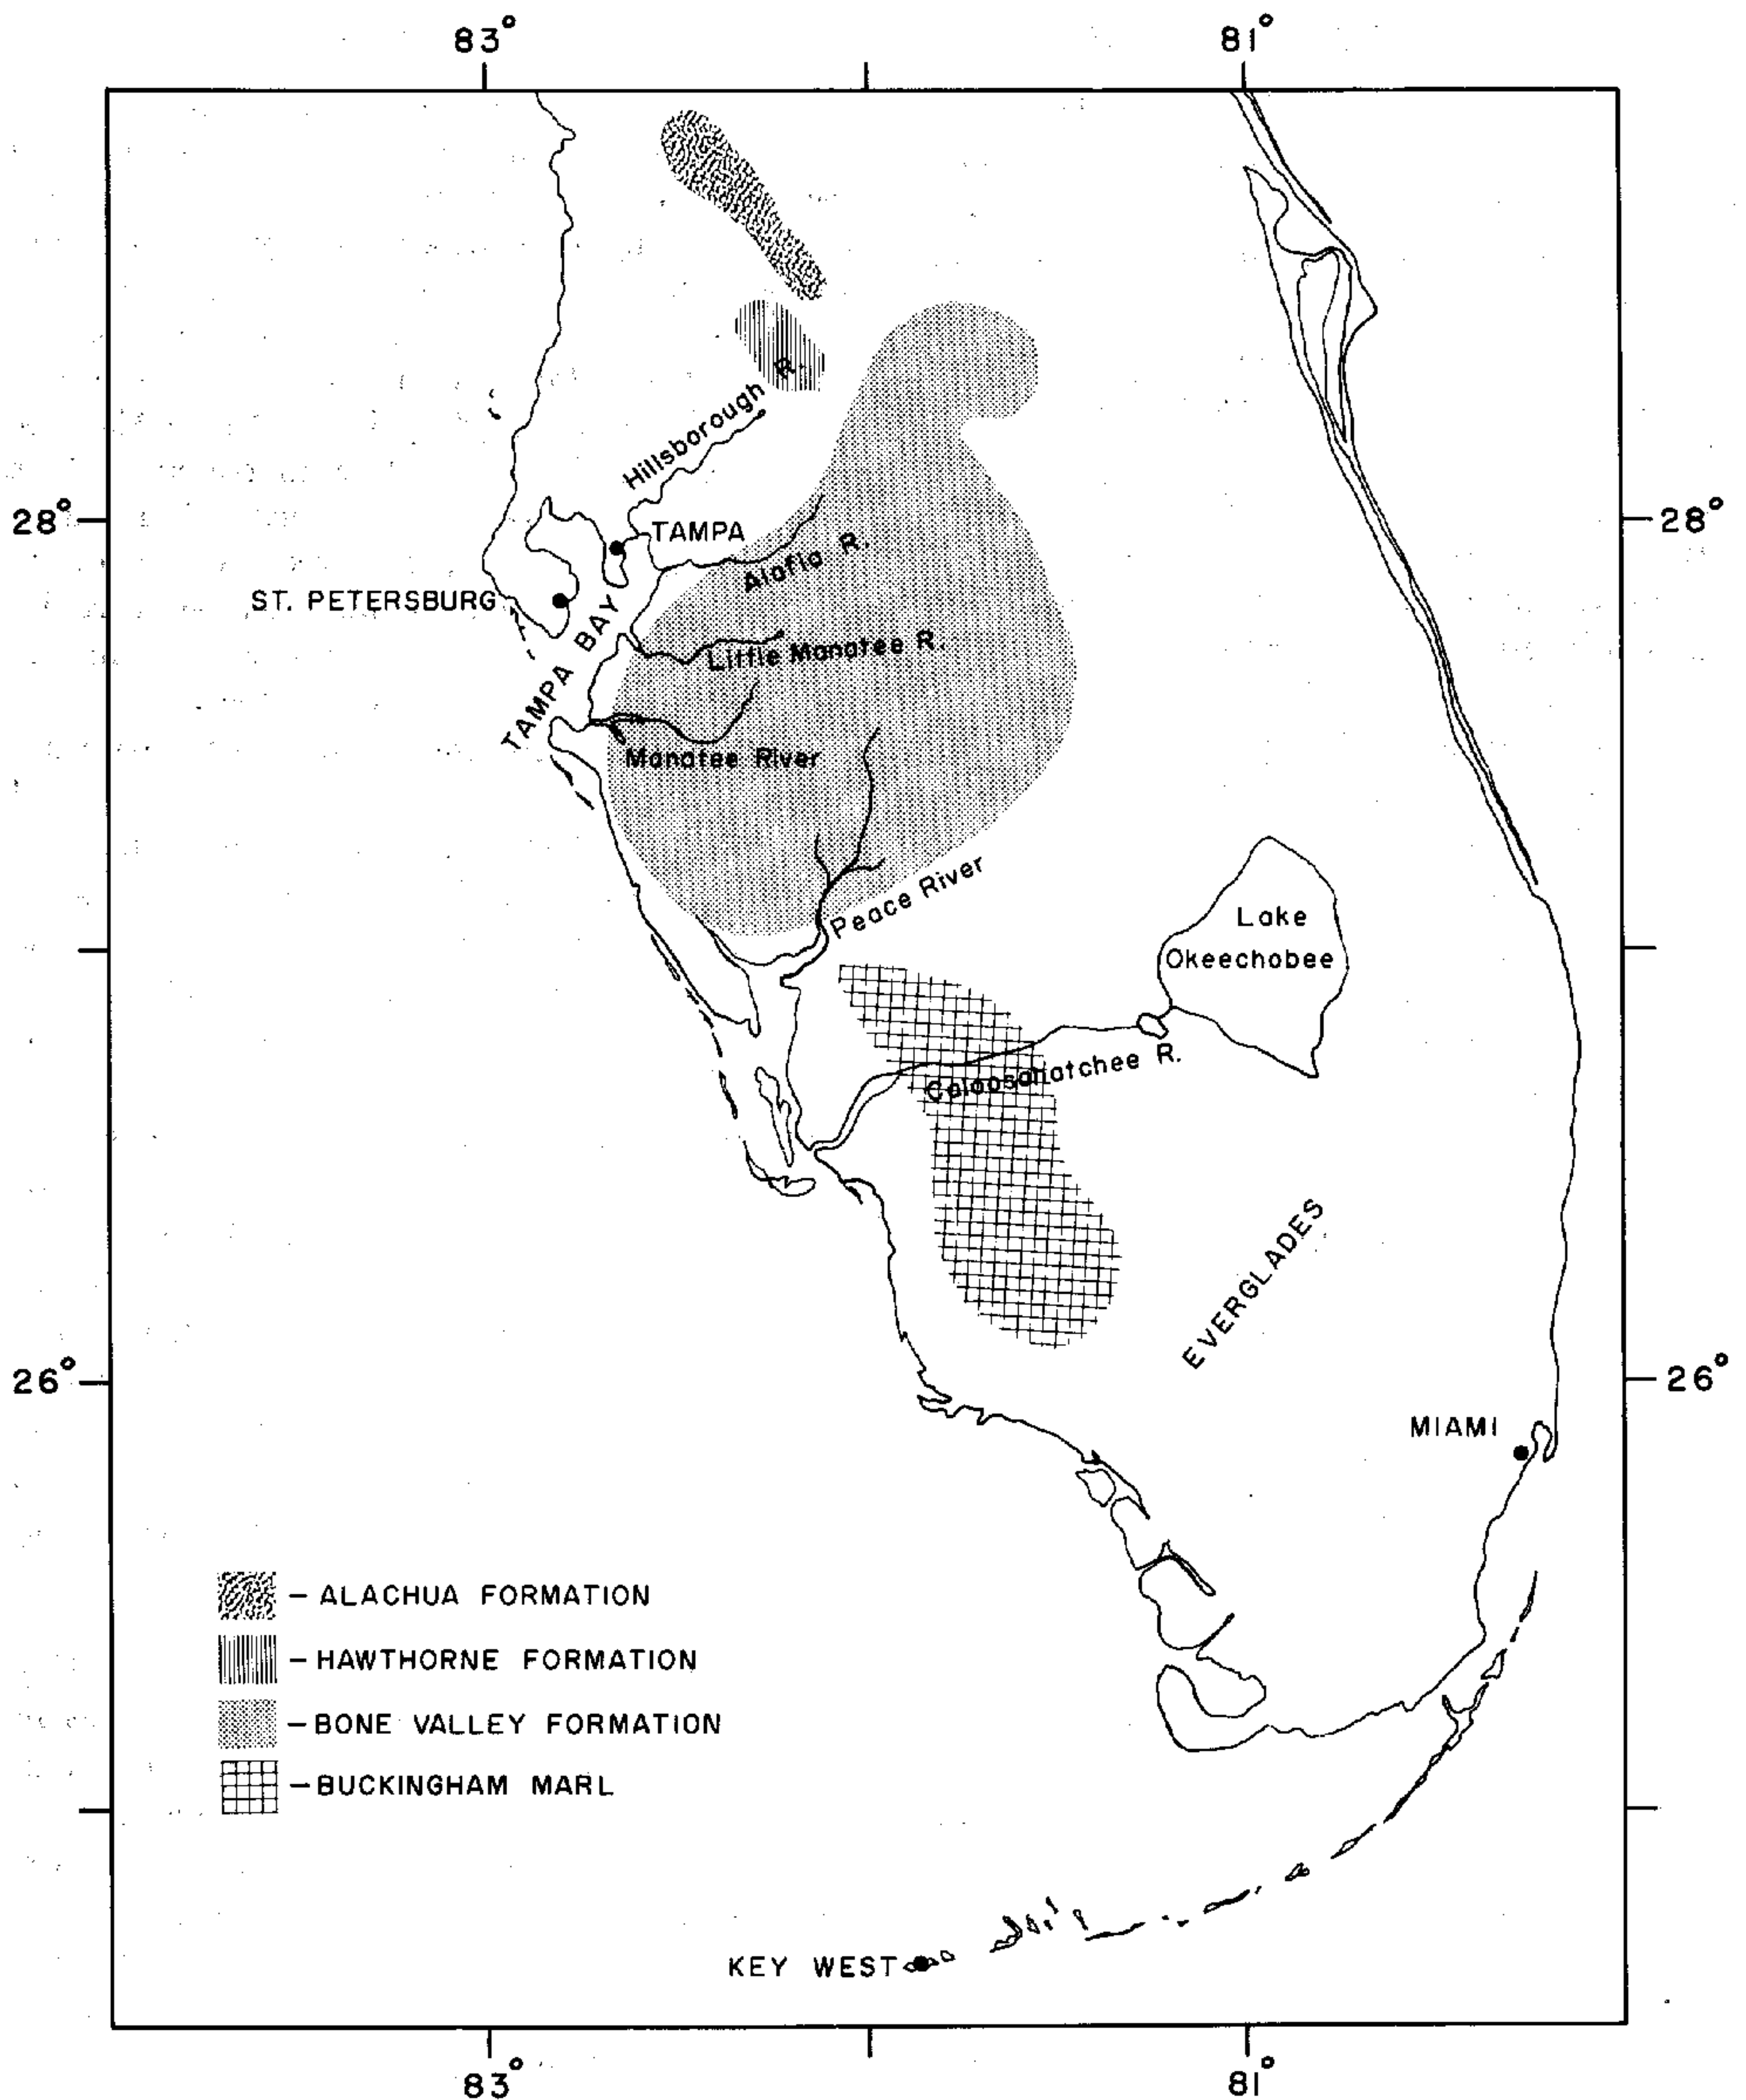 83°
81°
Hillsborough R.
28°
28°
TAMPA
Alafia R.
ST. PETERSBURG
TAMPA BAY
Little Manatee R.
Manatee River
Peace River
Lake
Okeechobee
Caloosahatchee R.
EVERGLADES
26°
26°
MIAMI
– ALACHUA FORMATION
– HAWTHORNE FORMATION
– BONE VALLEY FORMATION
– BUCKINGHAM MARL
KEY WEST
83°
81°